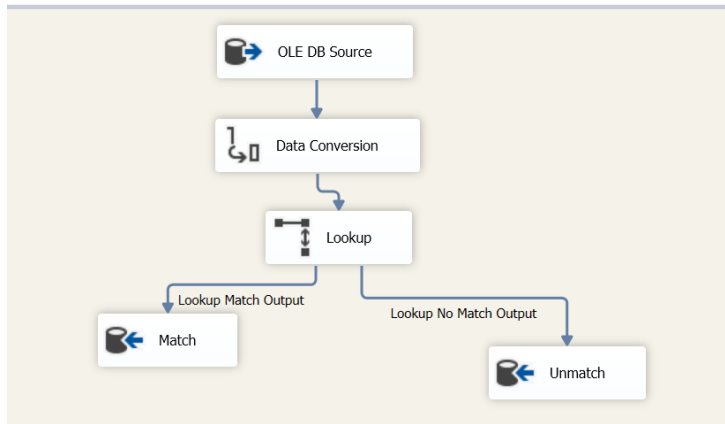 OLE DB Source
Data Conversion
Lookup
Lookup Match Output
Lookup No Match Output
Match
Unmatch